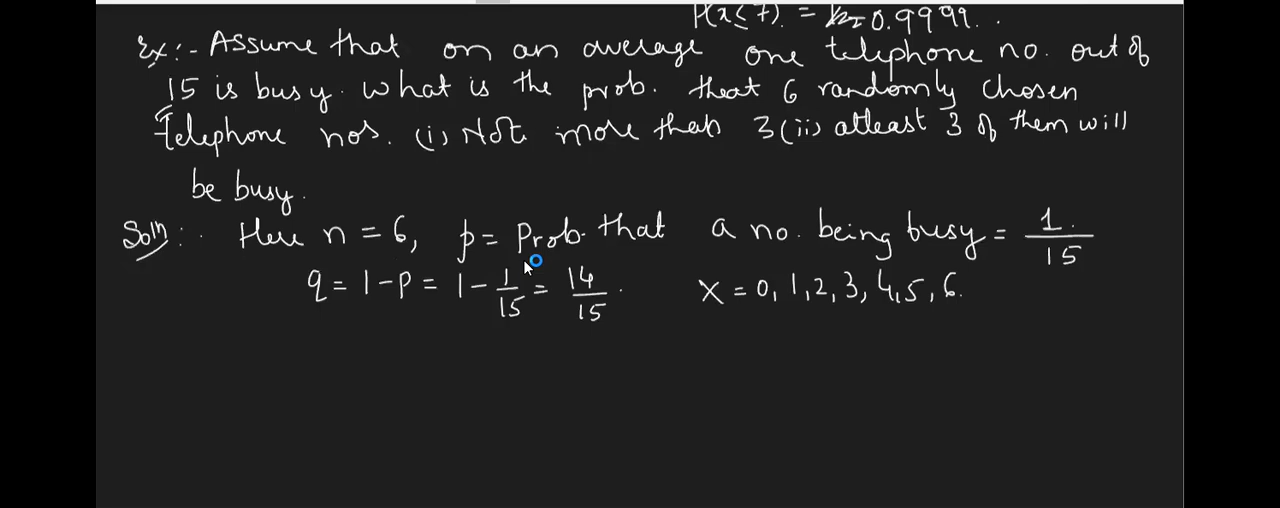 P(x≤7) = 0.9999..
Ex:- Assume that on an average one telephone no. out of
15 is busy. what is the prob. that 6 randomly chosen
telephone nos. (i) Not more than 3 (ii) atleast 3 of them will
be busy.
Soln:. Here n = 6, p = Prob. that a no. being busy = 1/15
q = 1 - p = 1 - 1/15 = 14/15. X = 0, 1, 2, 3, 4, 5, 6.